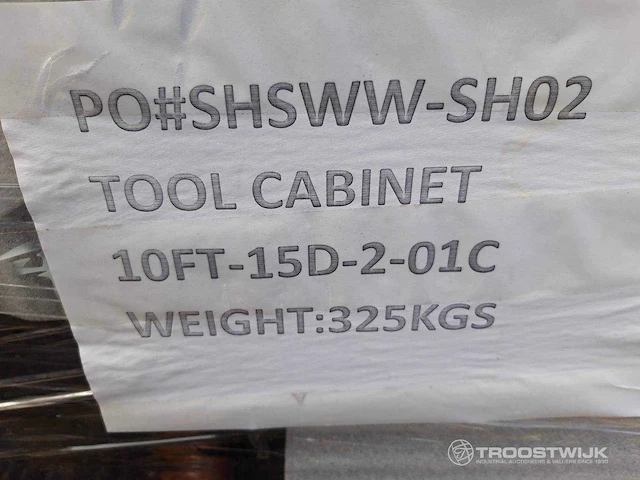 PO#SHSWW-SH02
TOOL CABINET
10FT-15D-2-01C
WEIGHT:325KGS
TROOSTWIJK